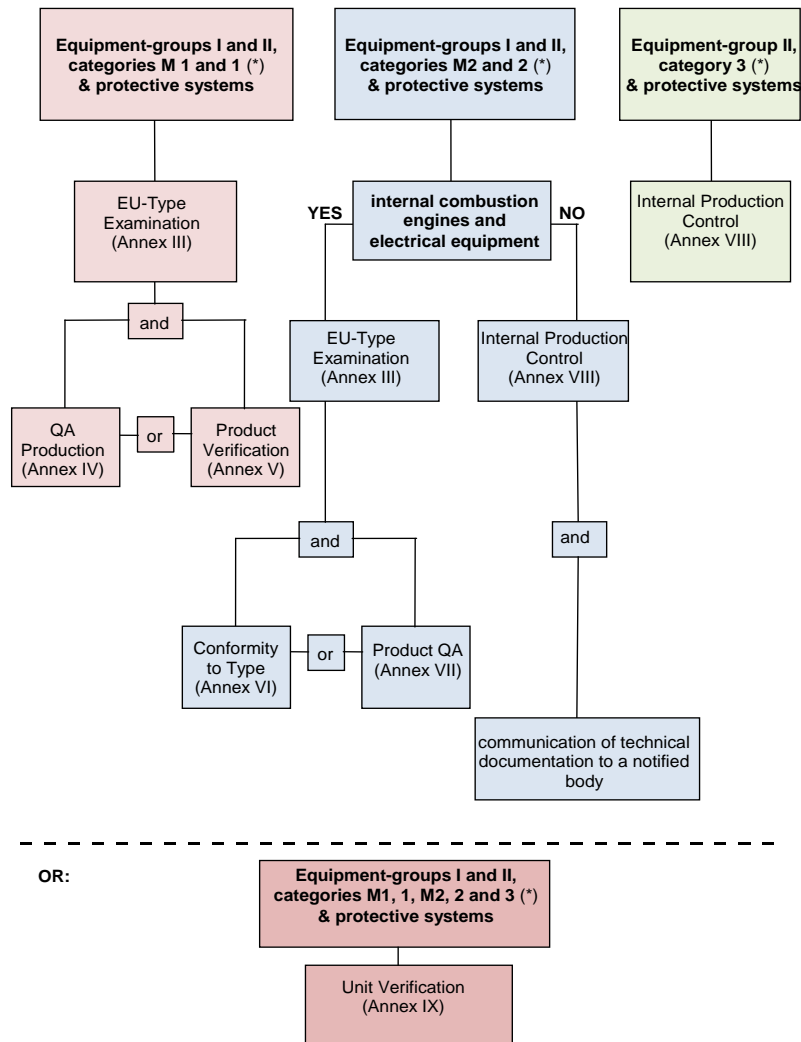 Equipment-groups I and II,
categories M 1 and 1 (*)
& protective systems
Equipment-groups I and II,
categories M2 and 2 (*)
& protective systems
Equipment-group II,
category 3 (*)
& protective systems
EU-Type
Examination
(Annex III)
YES
internal combustion
engines and
electrical equipment
NO
Internal Production
Control
(Annex VIII)
and
EU-Type
Examination
(Annex III)
Internal Production
Control
(Annex VIII)
QA
Production
(Annex IV)
or
Product
Verification
(Annex V)
and
and
Conformity
to Type
(Annex VI)
or
Product QA
(Annex VII)
communication of technical
documentation to a notified
body
OR:
Equipment-groups I and II,
categories M1, 1, M2, 2 and 3 (*)
& protective systems
Unit Verification
(Annex IX)